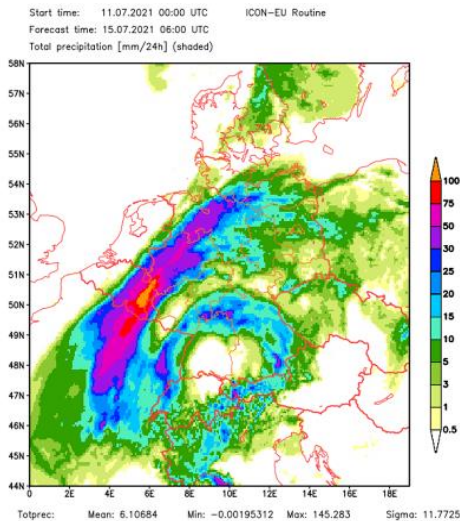 Start time: 11.07.2021 00:00 UTC ICON-EU Routine
Forecast time: 15.07.2021 06:00 UTC
Total precipitation [mm/24h] (shaded)
58N
57N
56N
55N
54N
53N
52N
51N
50N
49N
48N
47N
46N
45N
44N
0
2E
4E
6E
8E
10E
12E
14E
16E
18E
100
75
50
30
25
20
15
10
5
3
1
0.5
Totprec: Mean: 6.10684 Min: -0.00195312 Max: 145.283 Sigma: 11.7725